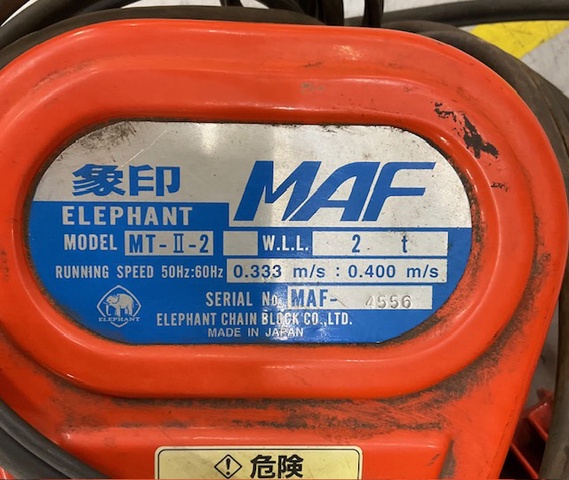 象印 MAF
ELEPHANT
MODEL MT-II-2 W.L.L. 2 t
RUNNING SPEED 50Hz:60Hz 0.333 m/s : 0.400 m/s
SERIAL No. MAF- 4556
ELEPHANT
ELEPHANT CHAIN BLOCK CO.,LTD.
MADE IN JAPAN
危険